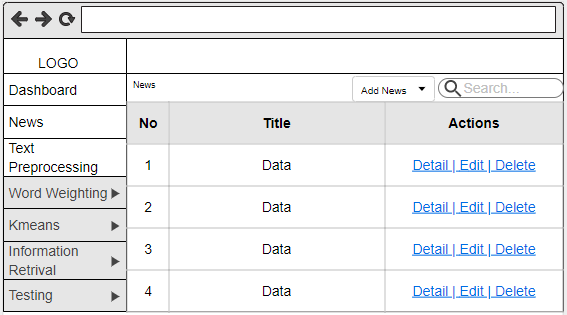 LOGO
Dashboard
News
Text
Preprocessing
Word Weighting
Kmeans
Information
Retrival
Testing
News
Add News
Search...
No Title Actions
1 Data Detail | Edit | Delete
2 Data Detail | Edit | Delete
3 Data Detail | Edit | Delete
4 Data Detail | Edit | Delete